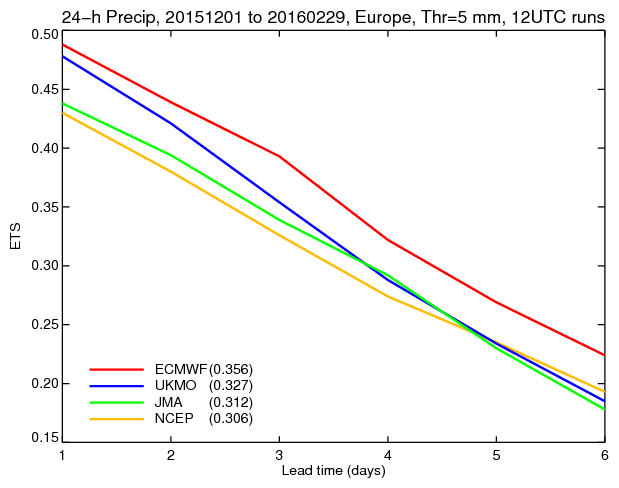 24-h Precip, 20151201 to 20160229, Europe, Thr=5 mm, 12UTC runs
0.50
0.45
0.40
0.35
0.30
0.25
0.20
0.15
ETS
ECMWF (0.356)
UKMO (0.327)
JMA (0.312)
NCEP (0.306)
1 2 3 4 5 6
Lead time (days)